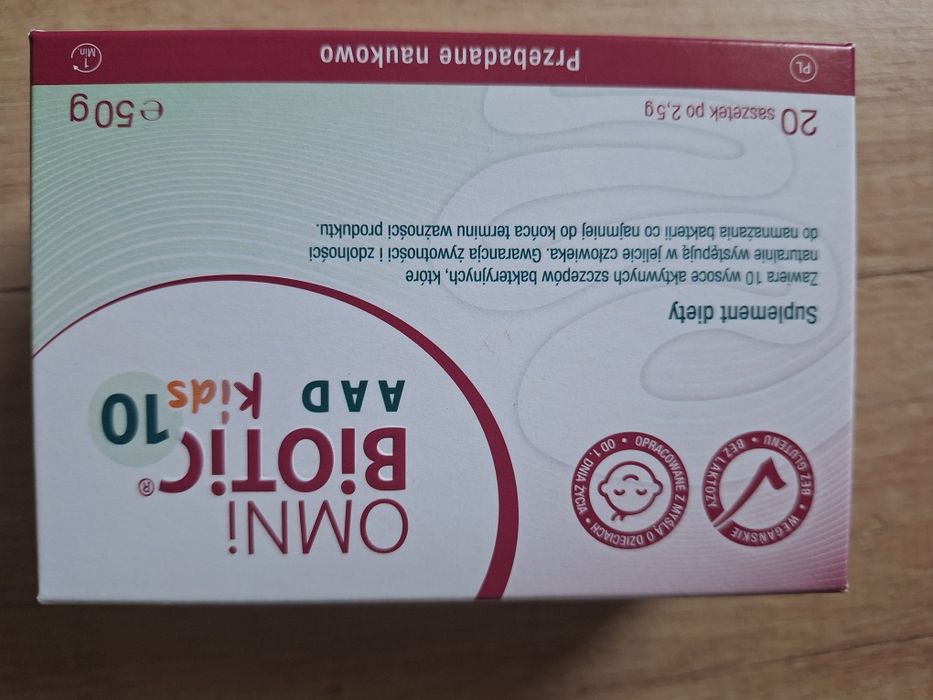 OMNi
BiOTiC® 10
AAD Kids
WEGAŃSKIE • BEZ LAKTOZY • BEZ GLUTENU •
OPRACOWANE Z MYŚLĄ O DZIECIACH • OD 1. DNIA ŻYCIA •
Suplement diety
Zawiera 10 wysoce aktywnych szczepów bakteryjnych, które
naturalnie występują w jelicie człowieka. Gwarancja żywotności i zdolności
do namnażania bakterii co najmniej do końca terminu ważności produktu.
20 saszetek po 2,5 g
℮ 50 g
PL
Przebadane naukowo
1 Min.